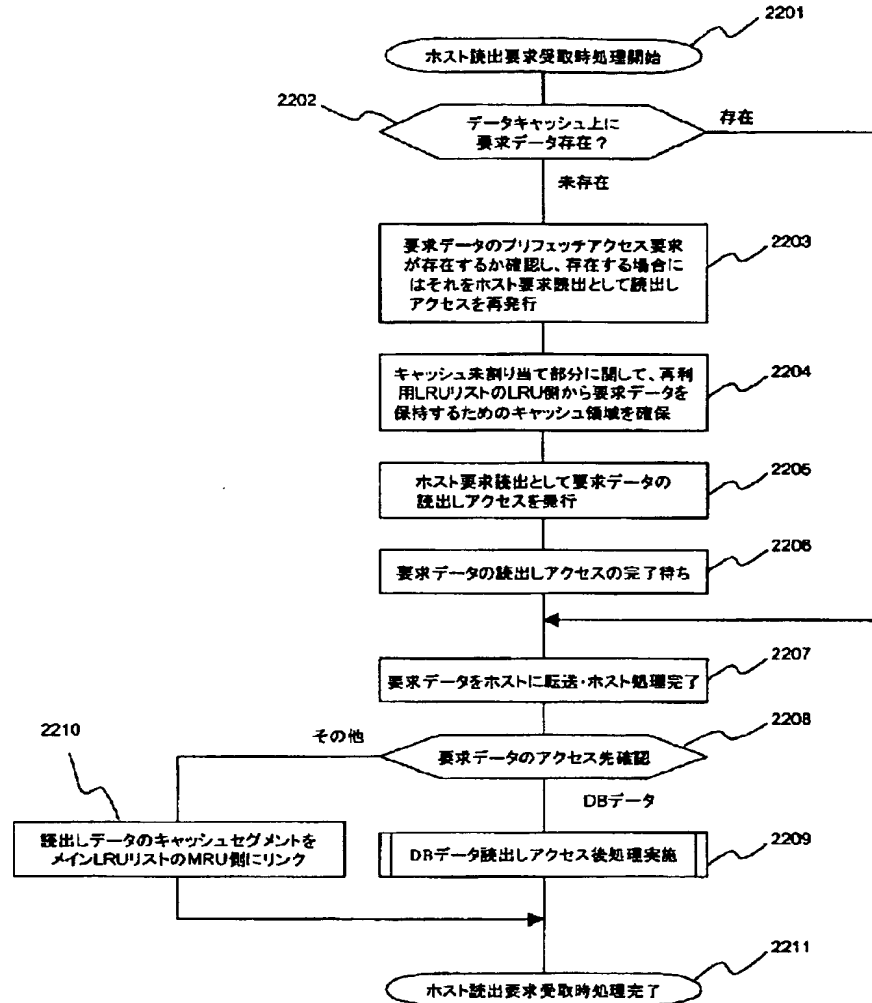 2201
ホスト読出要求受取時処理開始
2202
データキャッシュ上に
要求データ存在？
存在
未存在
2203
要求データのプリフェッチアクセス要求
が存在するか確認し、存在する場合に
はそれをホスト要求読出として読出し
アクセスを再発行
2204
キャッシュ未割り当て部分に関して、再利
用LRUリストのLRU側から要求データを
保持するためのキャッシュ領域を確保
2205
ホスト要求読出として要求データの
読出しアクセスを発行
2206
要求データの読出しアクセスの完了待ち
2207
要求データをホストに転送・ホスト処理完了
2208
要求データのアクセス先確認
その他
2210
DBデータ
読出しデータのキャッシュセグメントを
メインLRUリストのMRU側にリンク
2209
DBデータ読出しアクセス後処理実施
2211
ホスト読出要求受取時処理完了